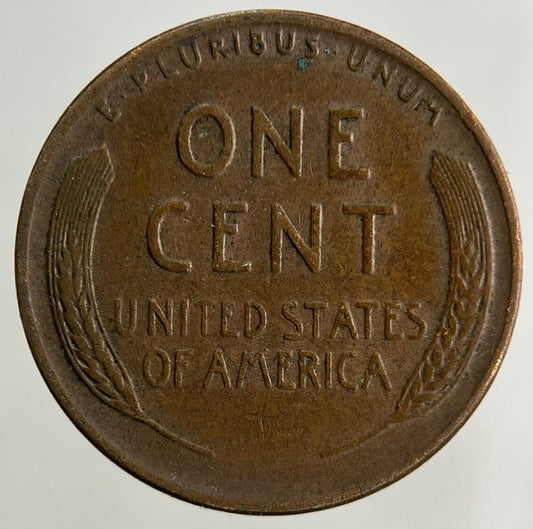 E·PLURIBUS·UNUM
ONE
CENT
UNITED STATES
OF AMERICA